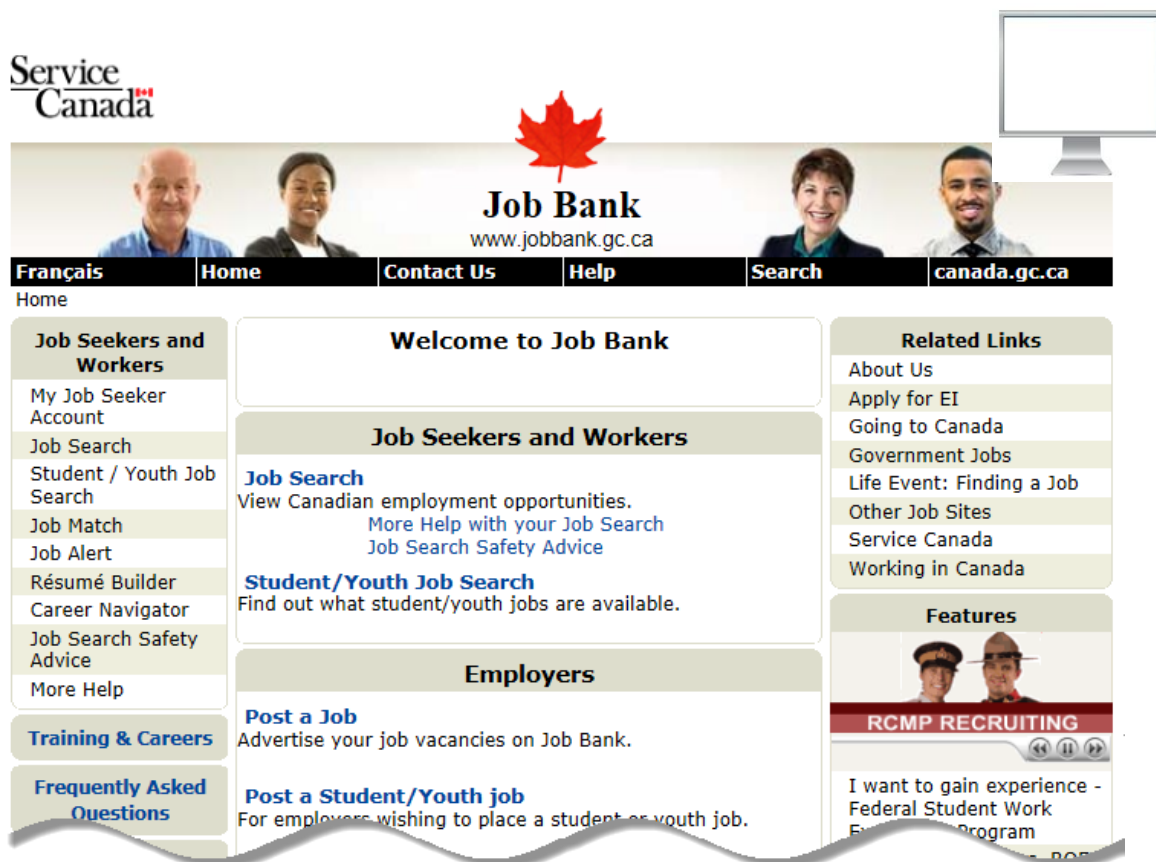 Service
Canada
Job Bank
www.jobbank.gc.ca
Français Home Contact Us Help Search canada.gc.ca
Home
Job Seekers and
Workers
My Job Seeker
Account
Job Search
Student / Youth Job
Search
Job Match
Job Alert
Résumé Builder
Career Navigator
Job Search Safety
Advice
More Help
Training & Careers
Frequently Asked
Questions
Welcome to Job Bank
Job Seekers and Workers
Job Search
View Canadian employment opportunities.
More Help with your Job Search
Job Search Safety Advice
Student/Youth Job Search
Find out what student/youth jobs are available.
Employers
Post a Job
Advertise your job vacancies on Job Bank.
Post a Student/Youth job
For employers wishing to place a student or youth job.
Related Links
About Us
Apply for EI
Going to Canada
Government Jobs
Life Event: Finding a Job
Other Job Sites
Service Canada
Working in Canada
Features
RCMP RECRUITING
I want to gain experience -
Federal Student Work
Program